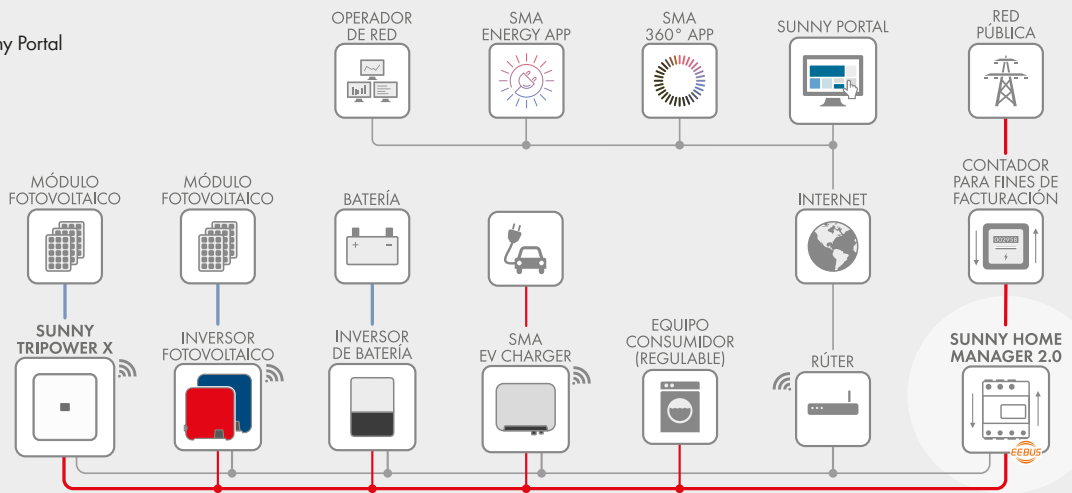 ny Portal
OPERADOR
DE RED
SMA
ENERGY APP
SMA
360° APP
SUNNY PORTAL
RED
PÚBLICA
MÓDULO
FOTOVOLTAICO
MÓDULO
FOTOVOLTAICO
BATERÍA
INTERNET
CONTADOR
PARA FINES DE
FACTURACIÓN
SUNNY
TRIPOWER X
INVERSOR
FOTOVOLTAICO
INVERSOR
DE BATERÍA
SMA
EV CHARGER
EQUIPO
CONSUMIDOR
(REGULABLE)
RÚTER
SUNNY HOME
MANAGER 2.0
EEBUS